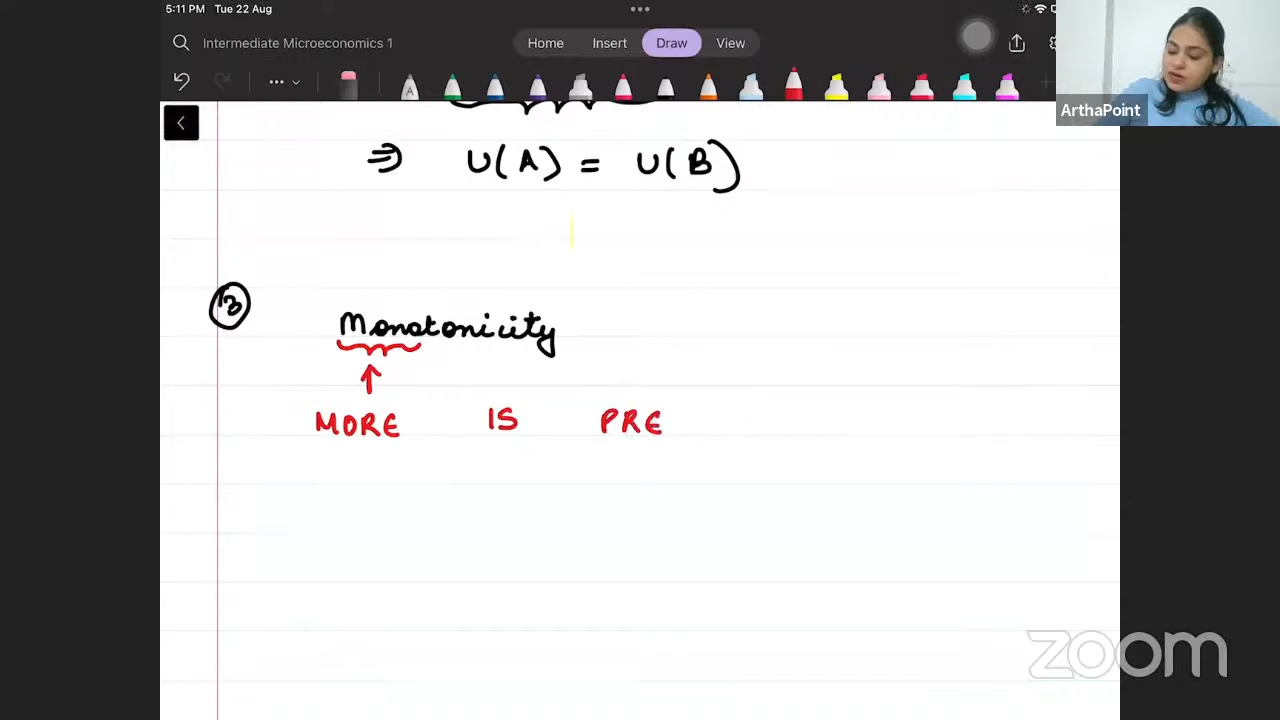 5:11 PM Tue 22 Aug
Intermediate Microeconomics 1
Home Insert Draw View
ArthaPoint
A
⇒ U(A) = U(B)
Monotonicity
MORE IS PRE
zoom